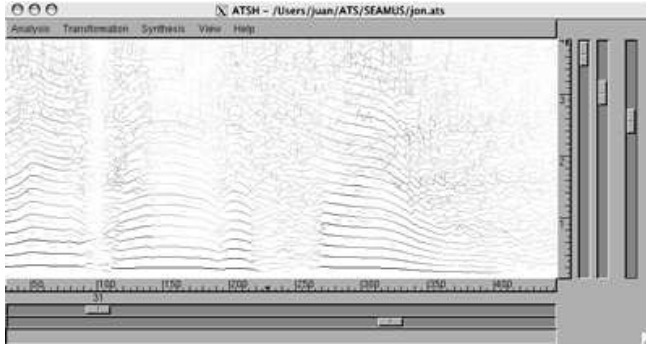 ATSH - /Users/juan/ATS/SEAMUS/jon.ats
Analysis Transformation Synthesis View Help
|50 |100 |150 |200 |250 |300 |350 |400
31